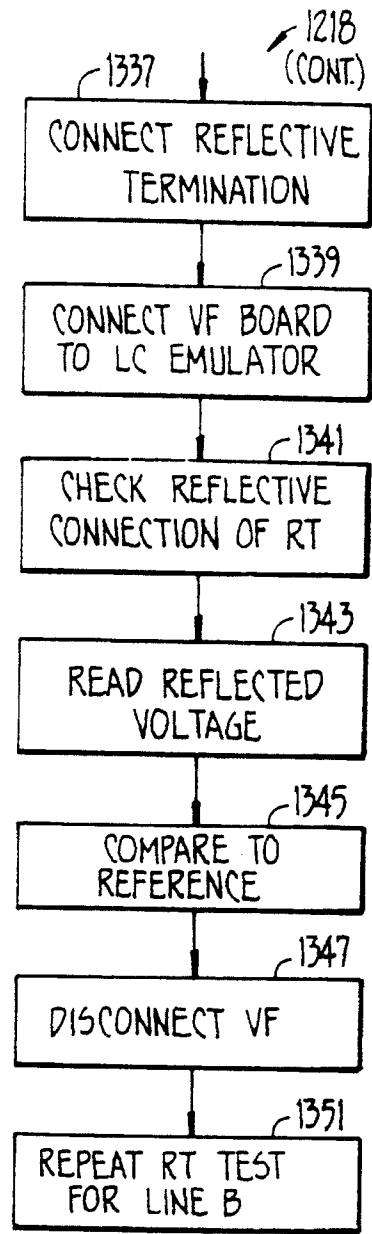 1218
(CONT.)
1337
CONNECT REFLECTIVE
TERMINATION
1339
CONNECT VF BOARD
TO LC EMULATOR
1341
CHECK REFLECTIVE
CONNECTION OF RT
1343
READ REFLECTED
VOLTAGE
1345
COMPARE TO
REFERENCE
1347
DISCONNECT VF
1351
REPEAT RT TEST
FOR LINE B